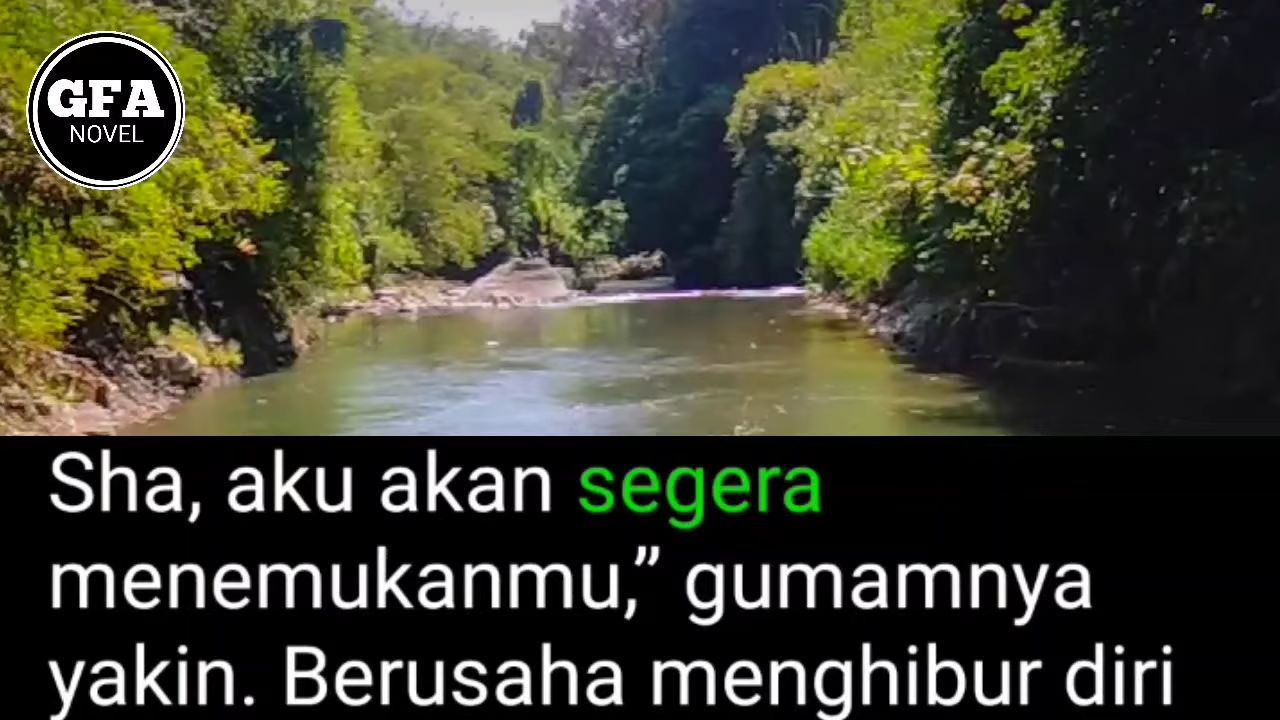 GFA
NOVEL
Sha, aku akan segera
menemukanmu,” gumamnya
yakin. Berusaha menghibur diri